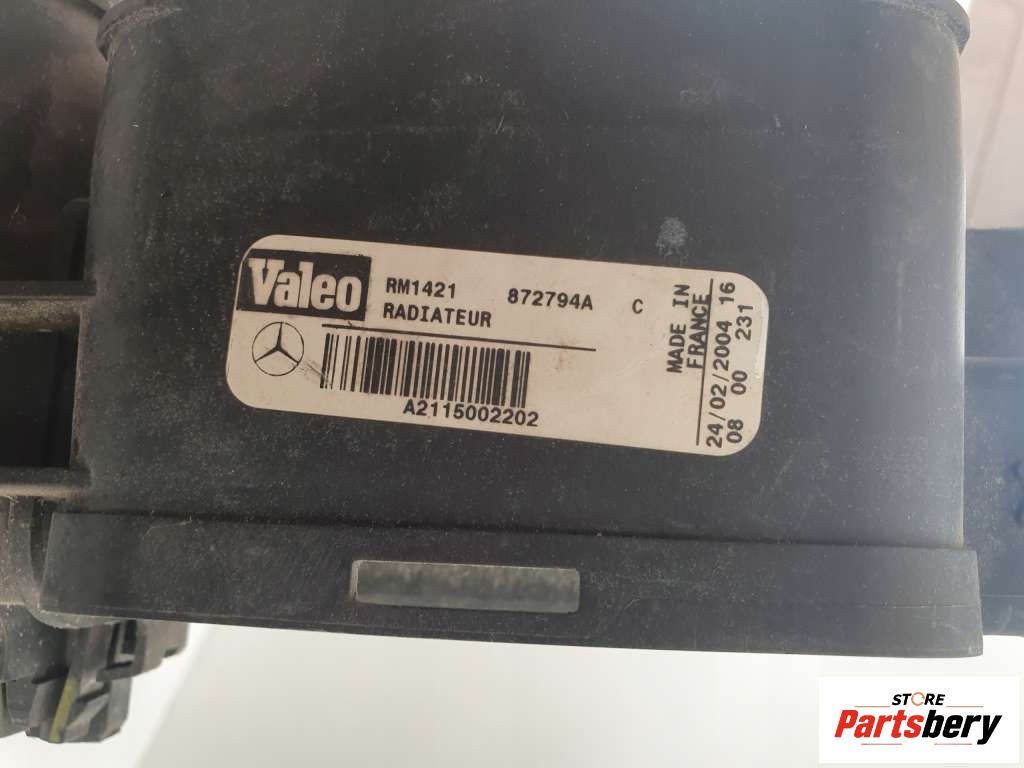 Valeo
RM1421 872794A C
RADIATEUR
A2115002202
MADE IN
FRANCE
24/02/2004 16
08 00 231
STORE
Partsbery